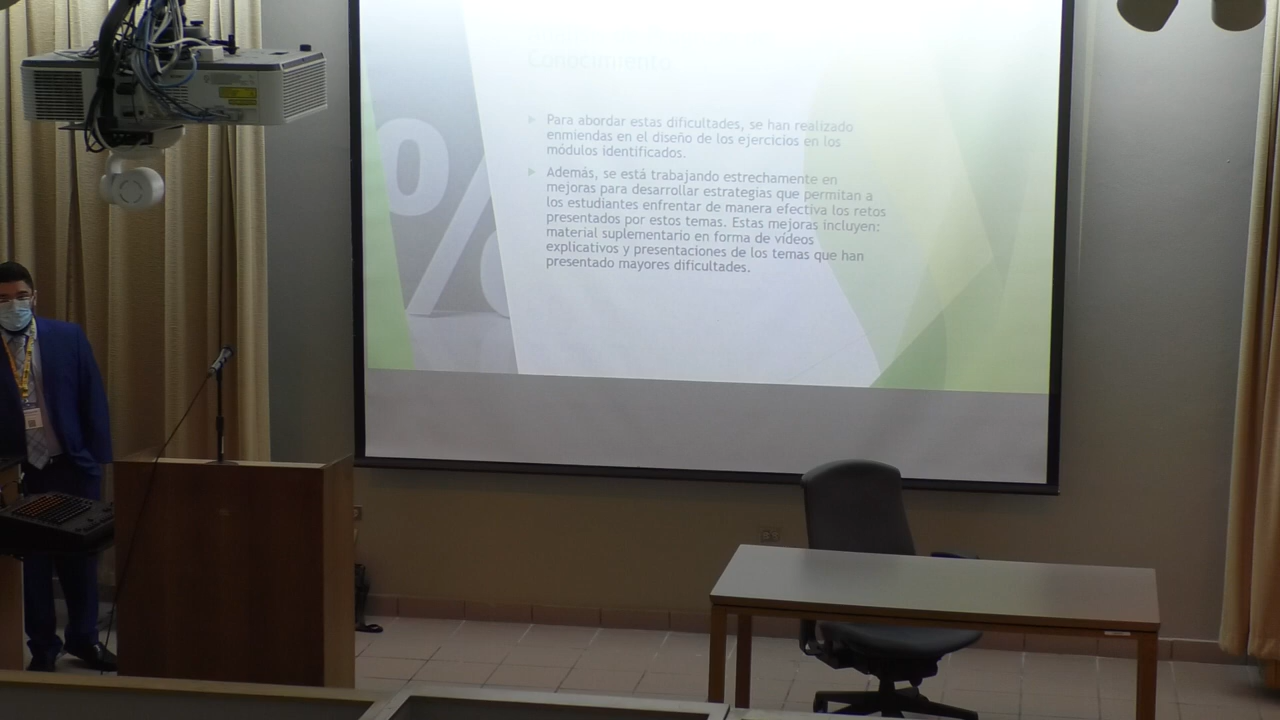 Conocimiento
Para abordar estas dificultades, se han realizado
enmiendas en el diseño de los ejercicios en los
módulos identificados.
Además, se está trabajando estrechamente en
mejoras para desarrollar estrategias que permitan a
los estudiantes enfrentar de manera efectiva los retos
presentados por estos temas. Estas mejoras incluyen:
material suplementario en forma de vídeos
explicativos y presentaciones de los temas que han
presentado mayores dificultades.
%